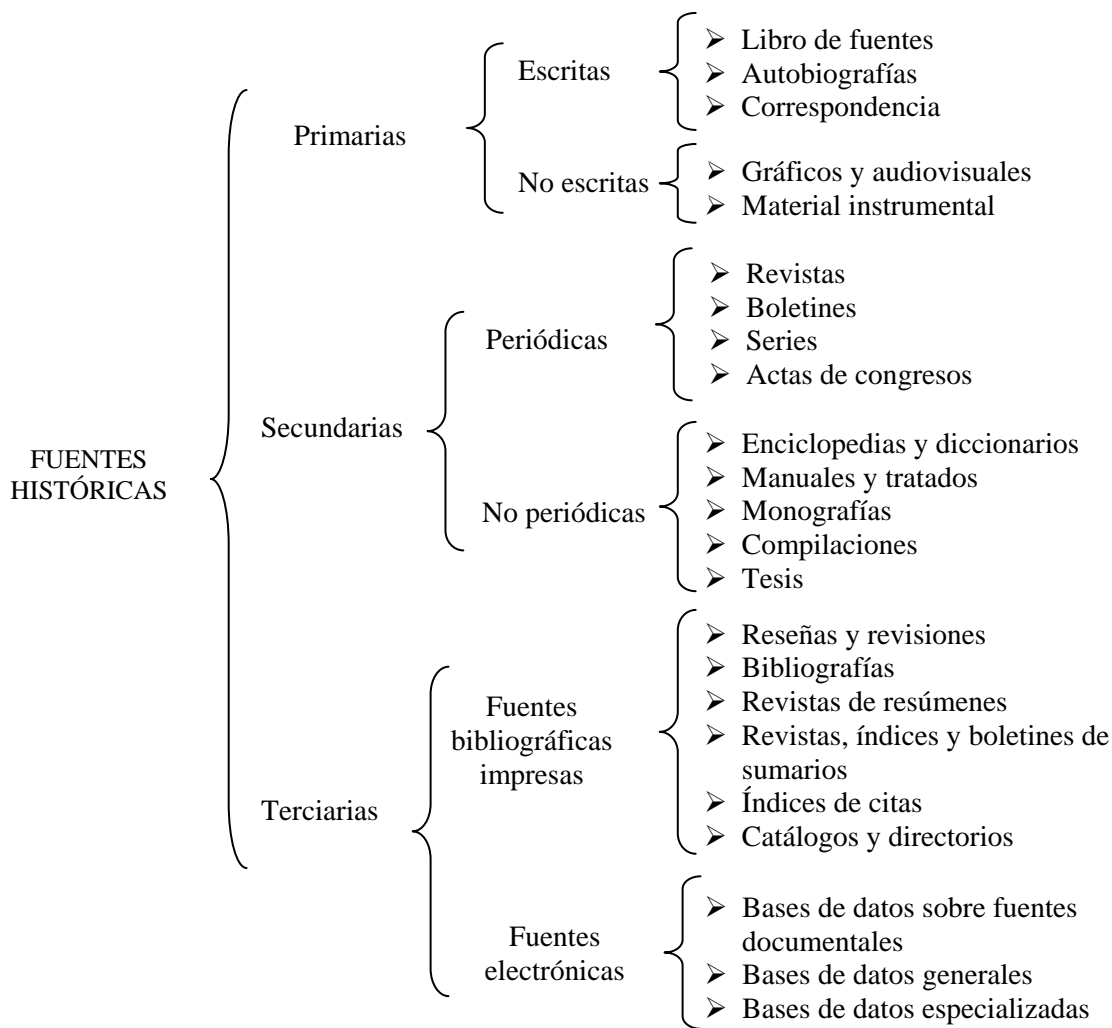 FUENTES
HISTÓRICAS
Primarias
Escritas
➢ Libro de fuentes
➢ Autobiografías
➢ Correspondencia
No escritas
➢ Gráficos y audiovisuales
➢ Material instrumental
Secundarias
Periódicas
➢ Revistas
➢ Boletines
➢ Series
➢ Actas de congresos
No periódicas
➢ Enciclopedias y diccionarios
➢ Manuales y tratados
➢ Monografías
➢ Compilaciones
➢ Tesis
Terciarias
Fuentes
bibliográficas
impresas
➢ Reseñas y revisiones
➢ Bibliografías
➢ Revistas de resúmenes
➢ Revistas, índices y boletines de
sumarios
➢ Índices de citas
➢ Catálogos y directorios
Fuentes
electrónicas
➢ Bases de datos sobre fuentes
documentales
➢ Bases de datos generales
➢ Bases de datos especializadas